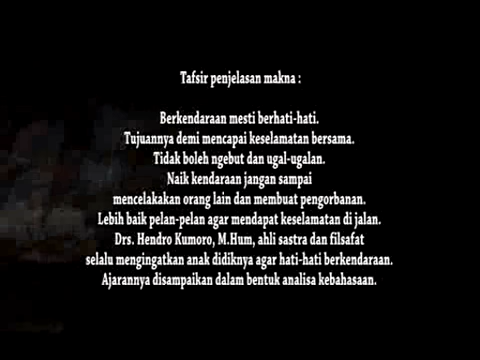 Tafsir penjelasan makna :
Berkendaraan mesti berhati-hati.
Tujuannya demi mencapai keselamatan bersama.
Tidak boleh ngebut dan ugal-ugalan.
Naik kendaraan jangan sampai
mencelakakan orang lain dan membuat pengorbanan.
Lebih baik pelan-pelan agar mendapat keselamatan di jalan.
Drs. Hendro Kumoro, M.Hum, ahli sastra dan filsafat
selalu mengingatkan anak didiknya agar hati-hati berkendaraan.
Ajarannya disampaikan dalam bentuk analisa kebahasaan.